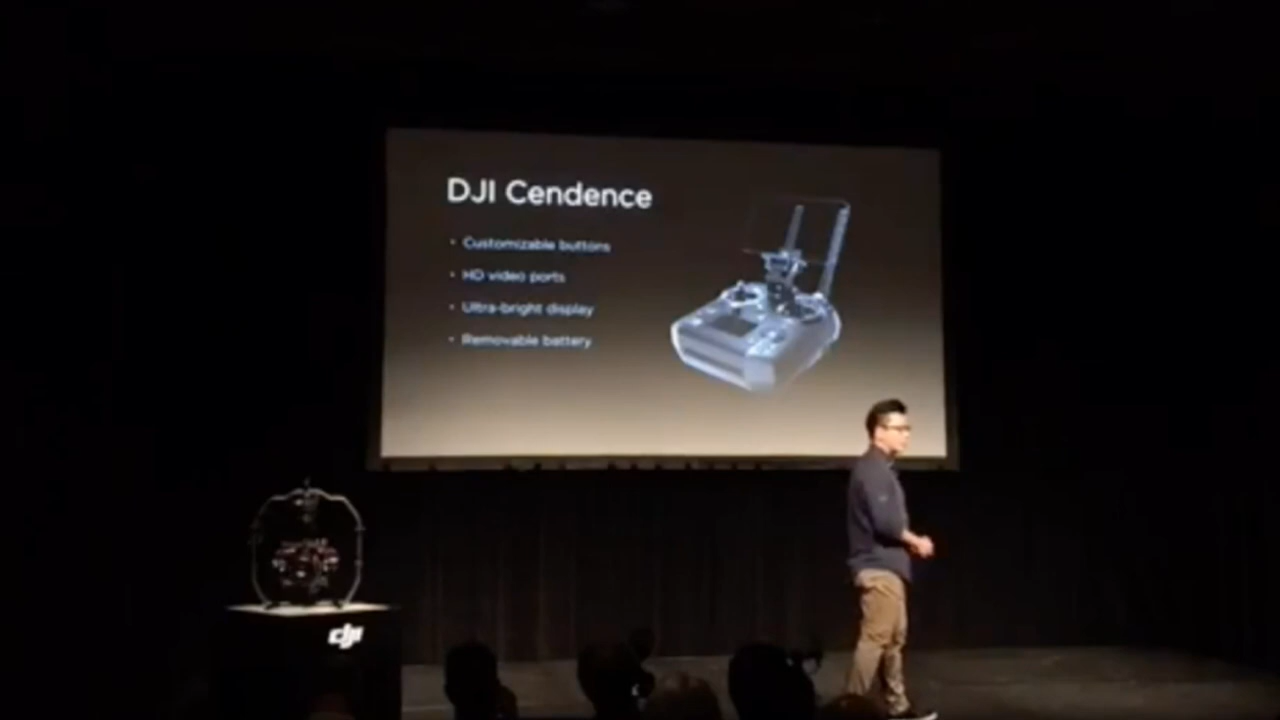 DJI Cendence
• Customizable buttons
• HD video ports
• Ultra-bright display
• Removable battery
dji